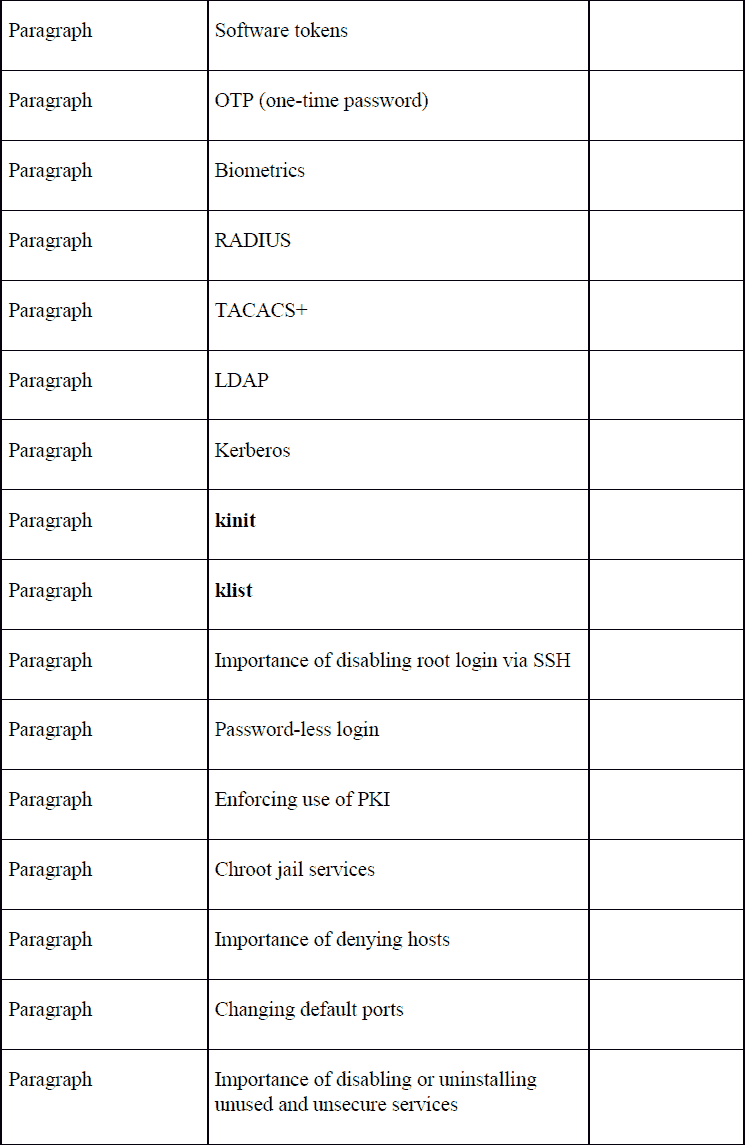 Paragraph Software tokens
Paragraph OTP (one-time password)
Paragraph Biometrics
Paragraph RADIUS
Paragraph TACACS+
Paragraph LDAP
Paragraph Kerberos
Paragraph kinit
Paragraph klist
Paragraph Importance of disabling root login via SSH
Paragraph Password-less login
Paragraph Enforcing use of PKI
Paragraph Chroot jail services
Paragraph Importance of denying hosts
Paragraph Changing default ports
Paragraph Importance of disabling or uninstalling
unused and unsecure services